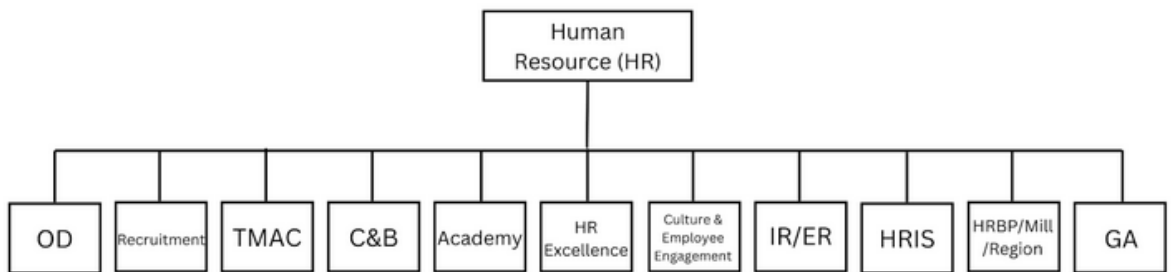 Human
Resource (HR)
OD
Recruitment
TMAC
C&B
Academy
HR
Excellence
Culture &
Employee
Engagement
IR/ER
HRIS
HRBP/Mill
/Region
GA